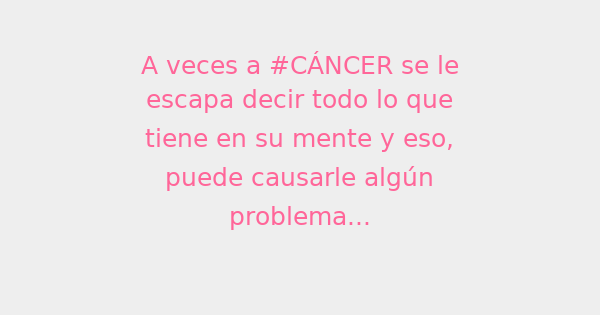 A veces a #CÁNCER se le
escapa decir todo lo que
tiene en su mente y eso,
puede causarle algún
problema...